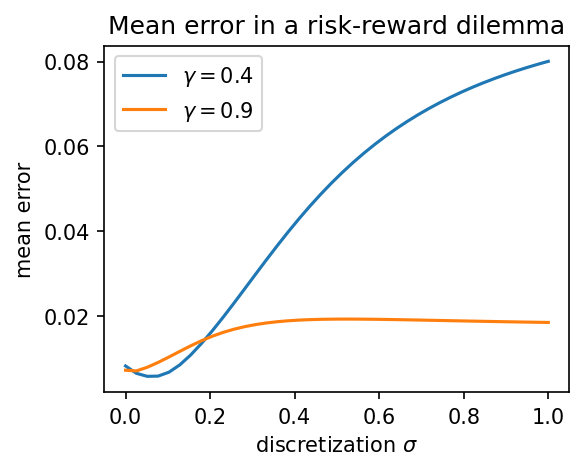 Mean error in a risk-reward dilemma
γ = 0.4
γ = 0.9
0.08
0.06
0.04
0.02
mean error
0.0 0.2 0.4 0.6 0.8 1.0
discretization σ